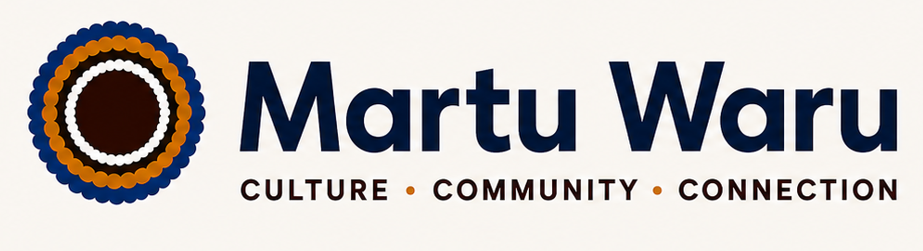 Martu Waru
CULTURE • COMMUNITY • CONNECTION